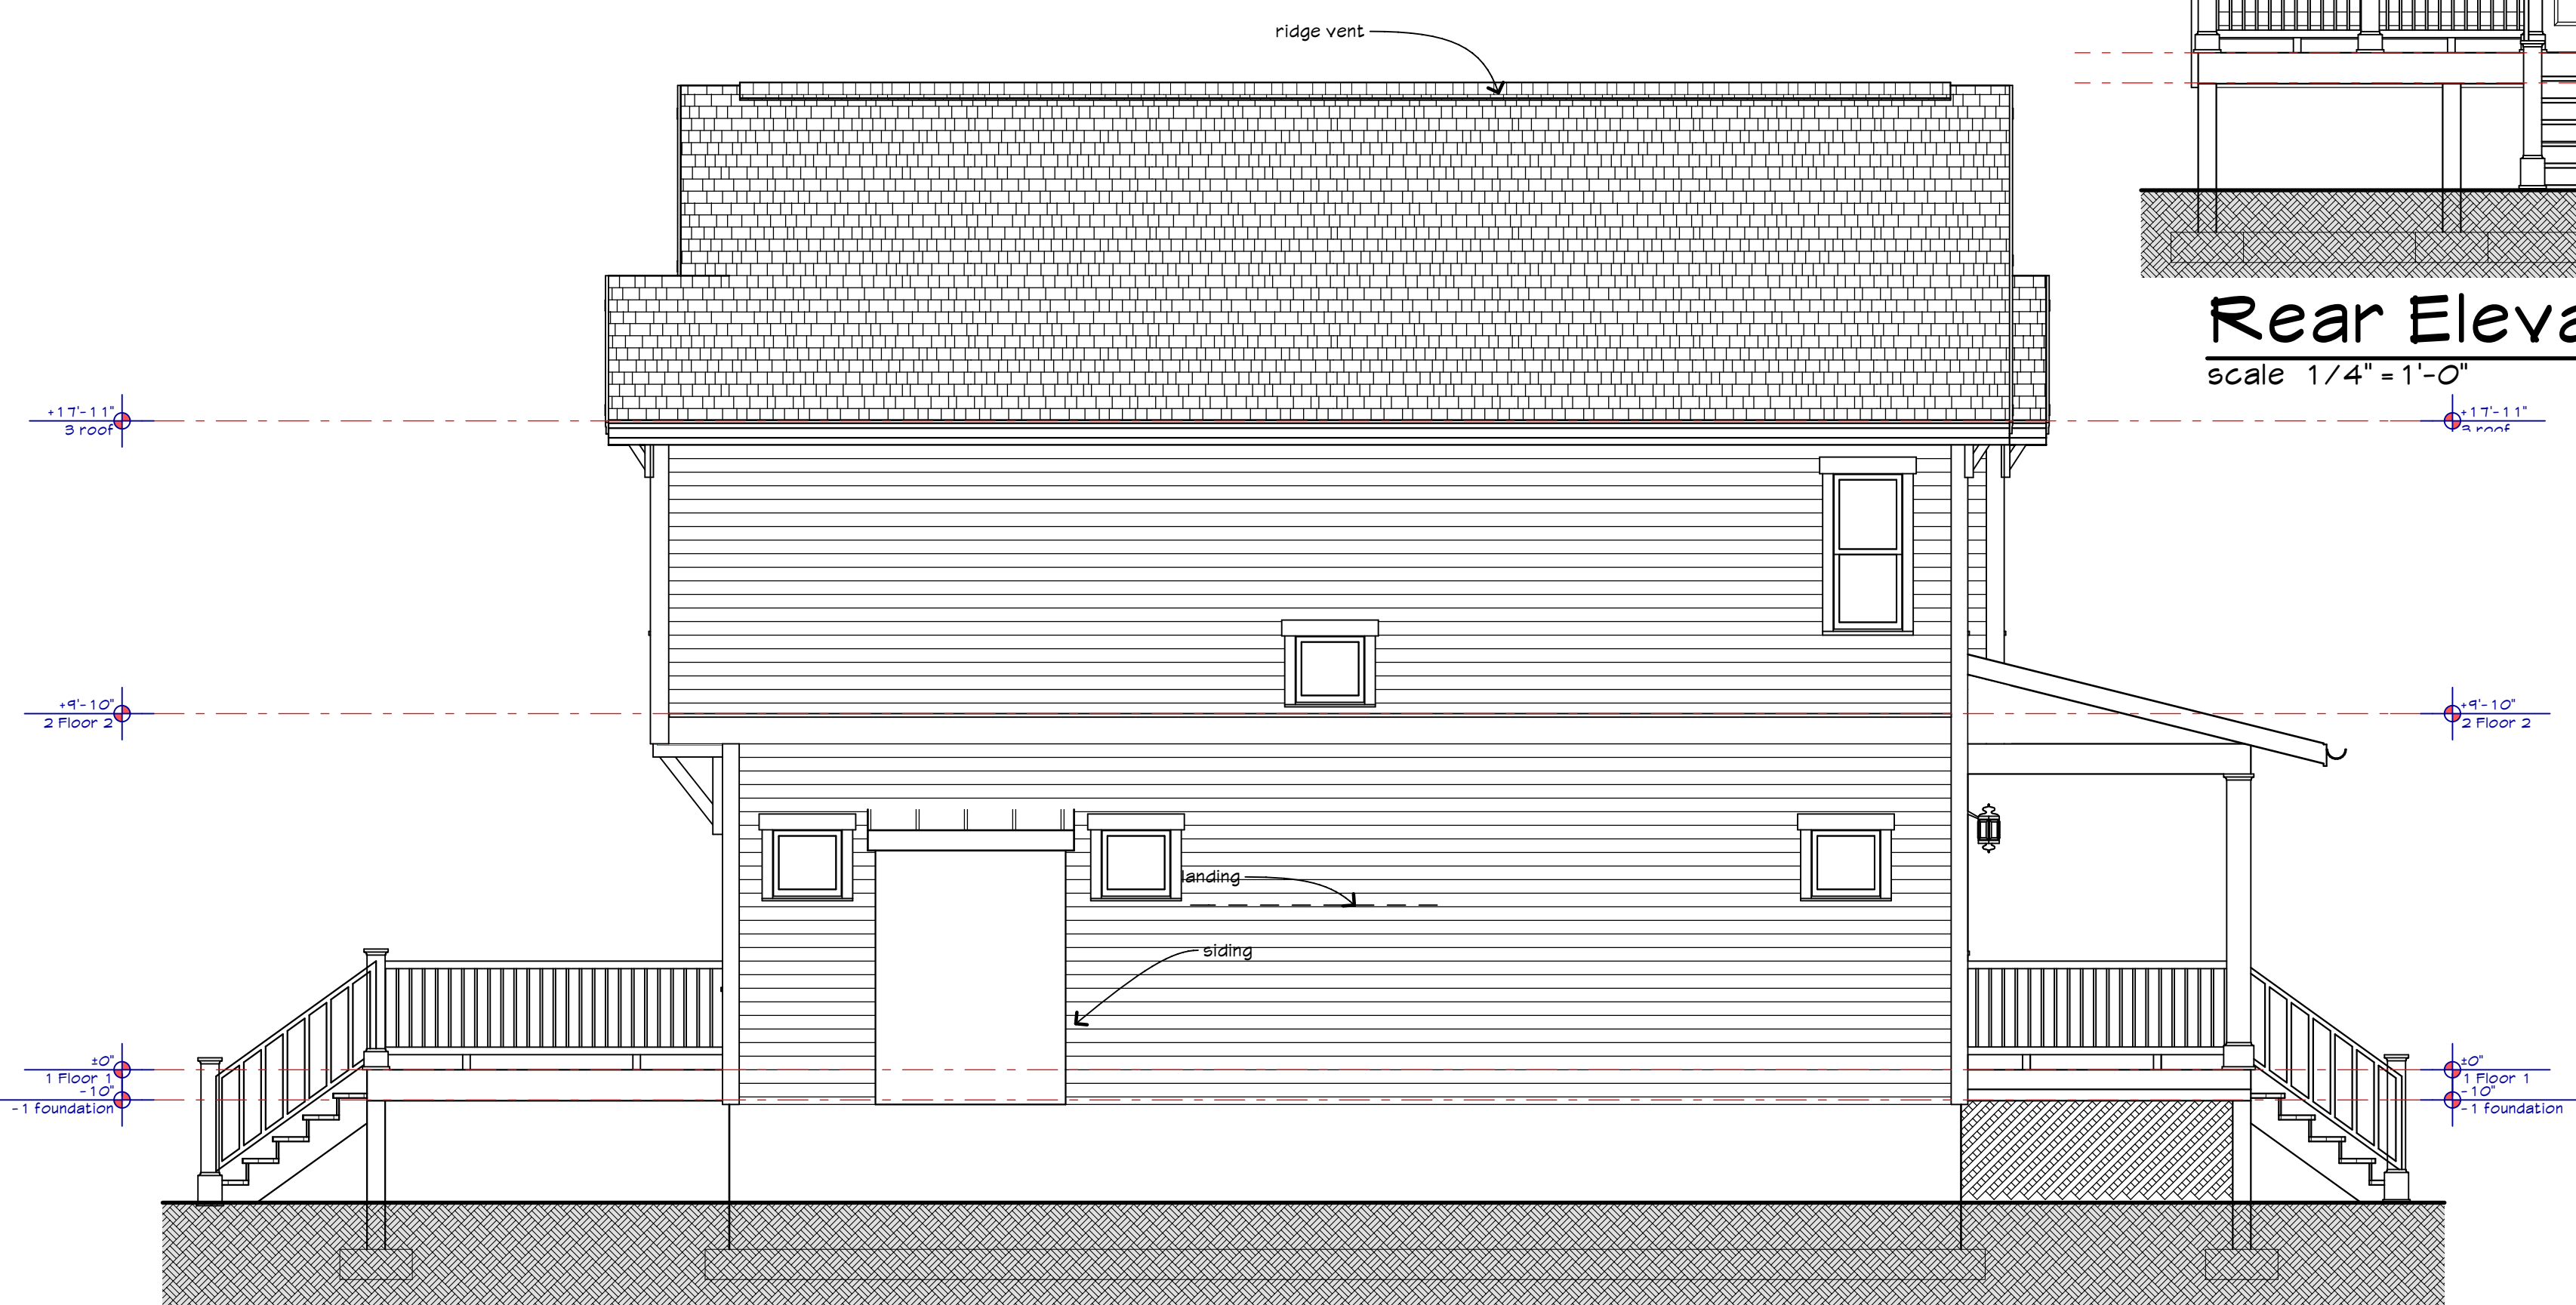 ridge vent
Rear Eleva
scale 1/4" = 1'-0"
+17'-11"
3 roof
+17'-11"
3 roof
+9'-10"
2 Floor 2
+9'-10"
2 Floor 2
landing
siding
±0"
1 Floor 1
-10"
-1 foundation
±0"
1 Floor 1
-10"
-1 foundation